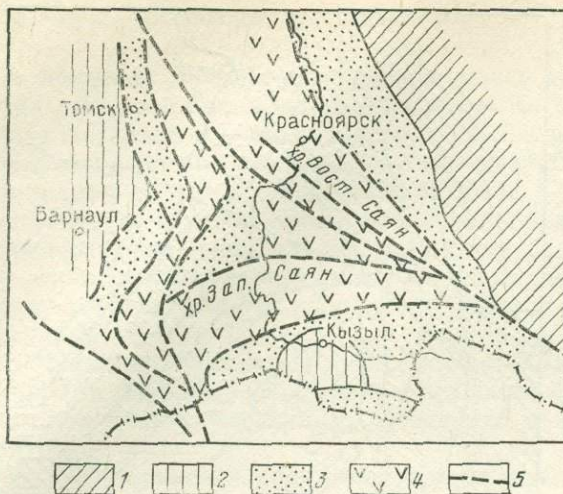 Томск
Красноярск
хр. Вост. Саян
Барнаул
хр. Зап. Саян
Кызыл
1 2 3 4 5